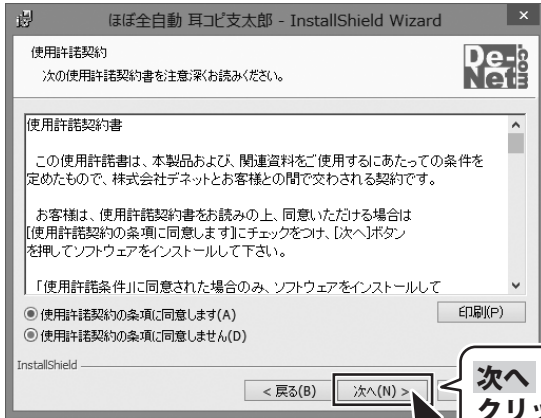 ほぼ全自動 耳コピ支太郎 - InstallShield Wizard
使用許諾契約
次の使用許諾契約書を注意深くお読みください。
De-Net.com
使用許諾契約書
この使用許諾書は、本製品および、関連資料をご使用するにあたっての条件を
定めたもので、株式会社デネットとお客様との間で交わされる契約です。
お客様は、使用許諾契約書をお読みの上、同意いただける場合は
[使用許諾契約の条項に同意します]にチェックをつけ、[次へ]ボタン
を押してソフトウェアをインストールして下さい。
「使用許諾条件」に同意された場合のみ、ソフトウェアをインストールして
使用許諾契約の条項に同意します(A)
印刷(P)
使用許諾契約の条項に同意しません(D)
InstallShield
< 戻る(B)
次へ(N) >
次へ
クリッ